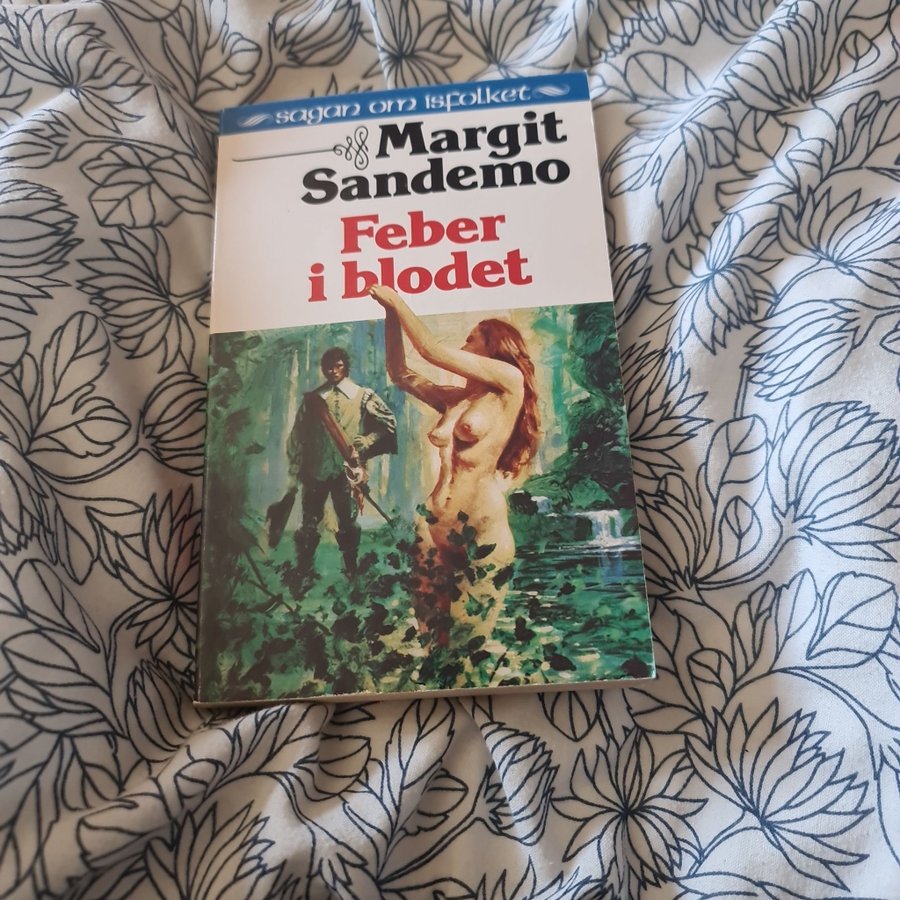 sagan om isfolket
Margit
Sandemo
Feber
i blodet